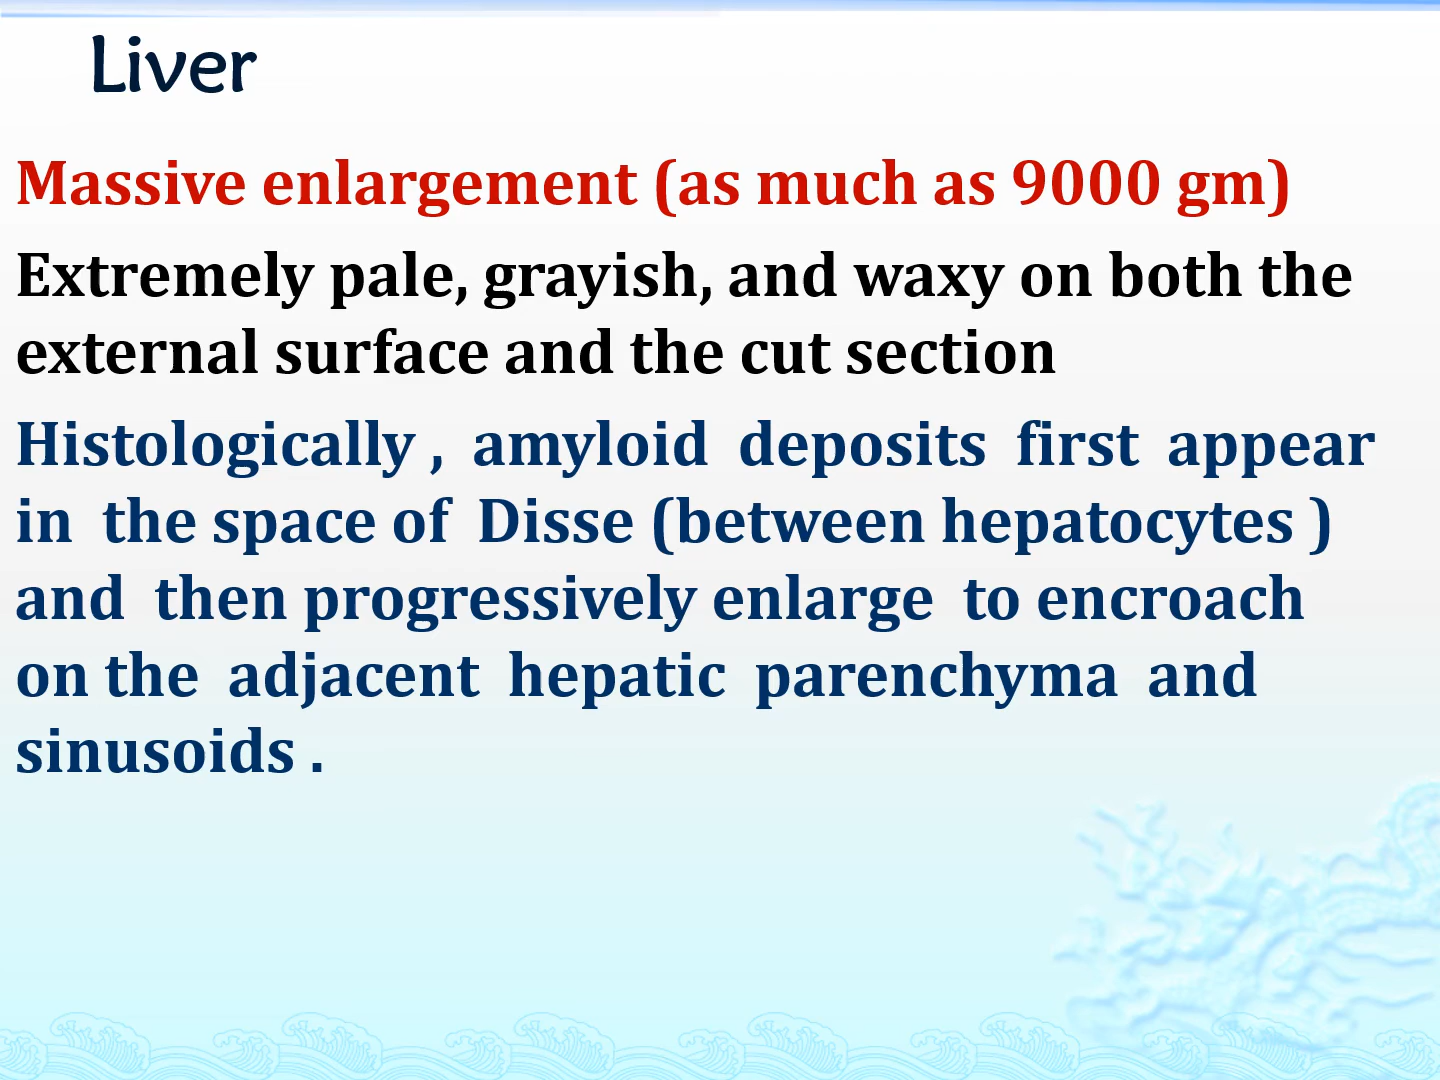 Liver
Massive enlargement (as much as 9000 gm)
Extremely pale, grayish, and waxy on both the
external surface and the cut section
Histologically , amyloid deposits first appear
in the space of Disse (between hepatocytes )
and then progressively enlarge to encroach
on the adjacent hepatic parenchyma and
sinusoids .